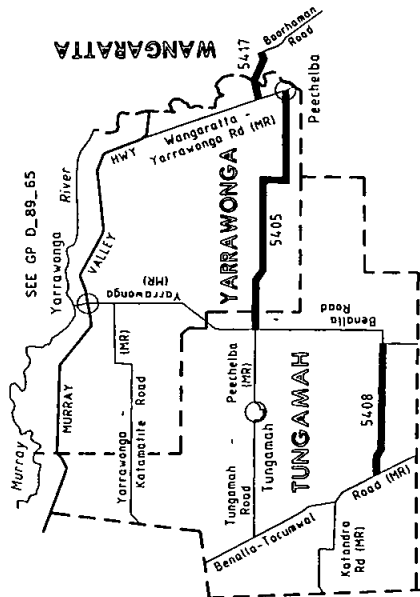 WANGARATTA
Boorhaman
Road
5417
Peechelba
Wangaratta -
Yarrawonga Rd (MR)
HWY
SEE GP D_89_65
River
Yarrawonga
VALLEY
YARRAWONGA
5405
Yarrawonga
(MR)
Benalla
Road
Murray
MURRAY
Yarrawonga - (MR)
Katamatite Road
Tungamah - Peechelba (MR)
Road
Tungamah
TUNGAMAH
5408
Benalla-Tocumwal Road (MR)
Katandra
Rd (MR)